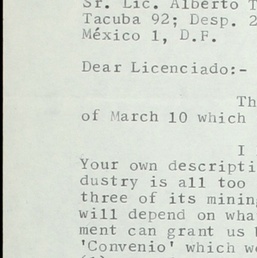 Sr. Lic. Alberto T
Tacuba 92; Desp. 2
México 1, D.F.
Dear Licenciado:-
Th
of March 10 which
I
Your own descripti
dustry is all too
three of its minin
will depend on wha
ment can grant us b
'Convenio' which we